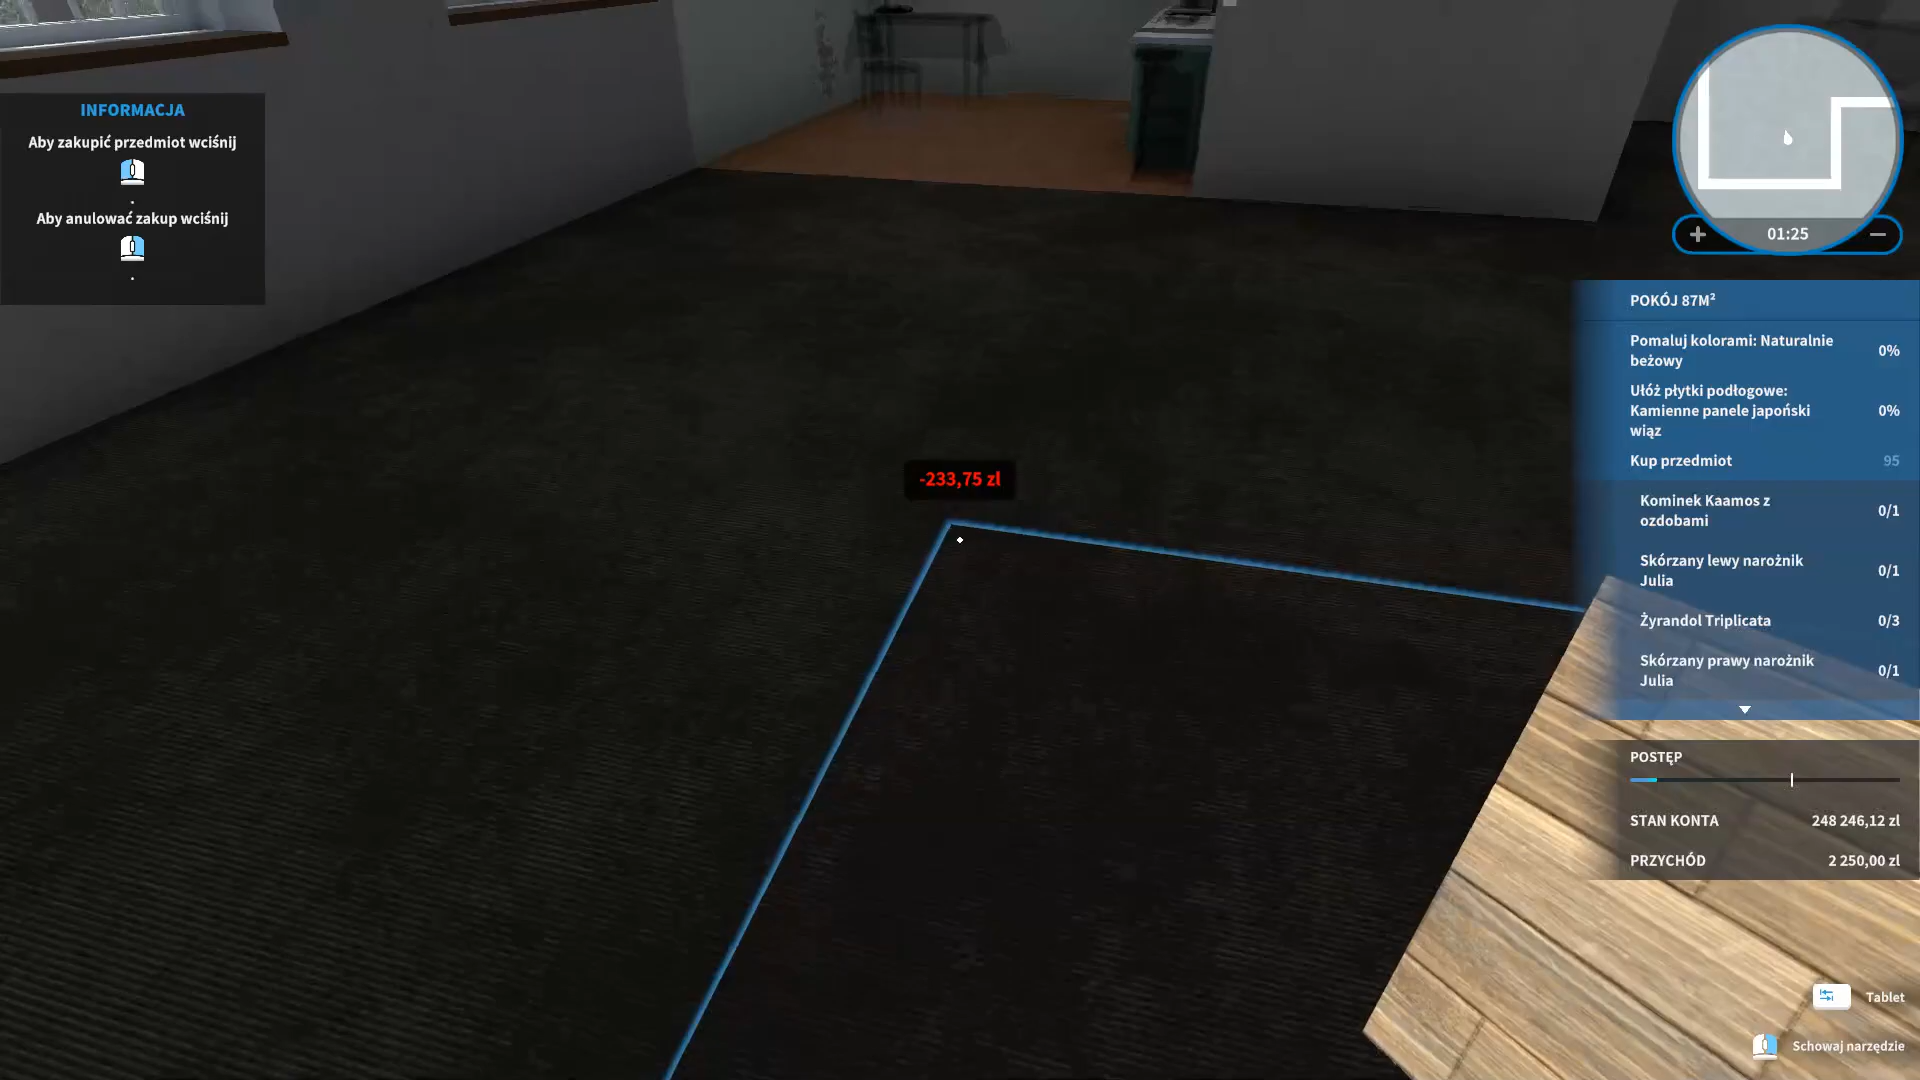 INFORMACJA
Aby zakupić przedmiot wciśnij
.
Aby anulować zakup wciśnij
.
01:25
POKÓJ 87M²
Pomaluj kolorami: Naturalnie
beżowy
0%
Ułóż płytki podłogowe:
Kamienne panele japoński
wiąz
0%
Kup przedmiot
95
Kominek Kaamos z
ozdobami
0/1
Skórzany lewy narożnik
Julia
0/1
Żyrandol Triplicata
0/3
Skórzany prawy narożnik
Julia
0/1
-233,75 zl
POSTĘP
STAN KONTA
248 246,12 zl
PRZYCHÓD
2 250,00 zl
Tablet
Schowaj narzędzie